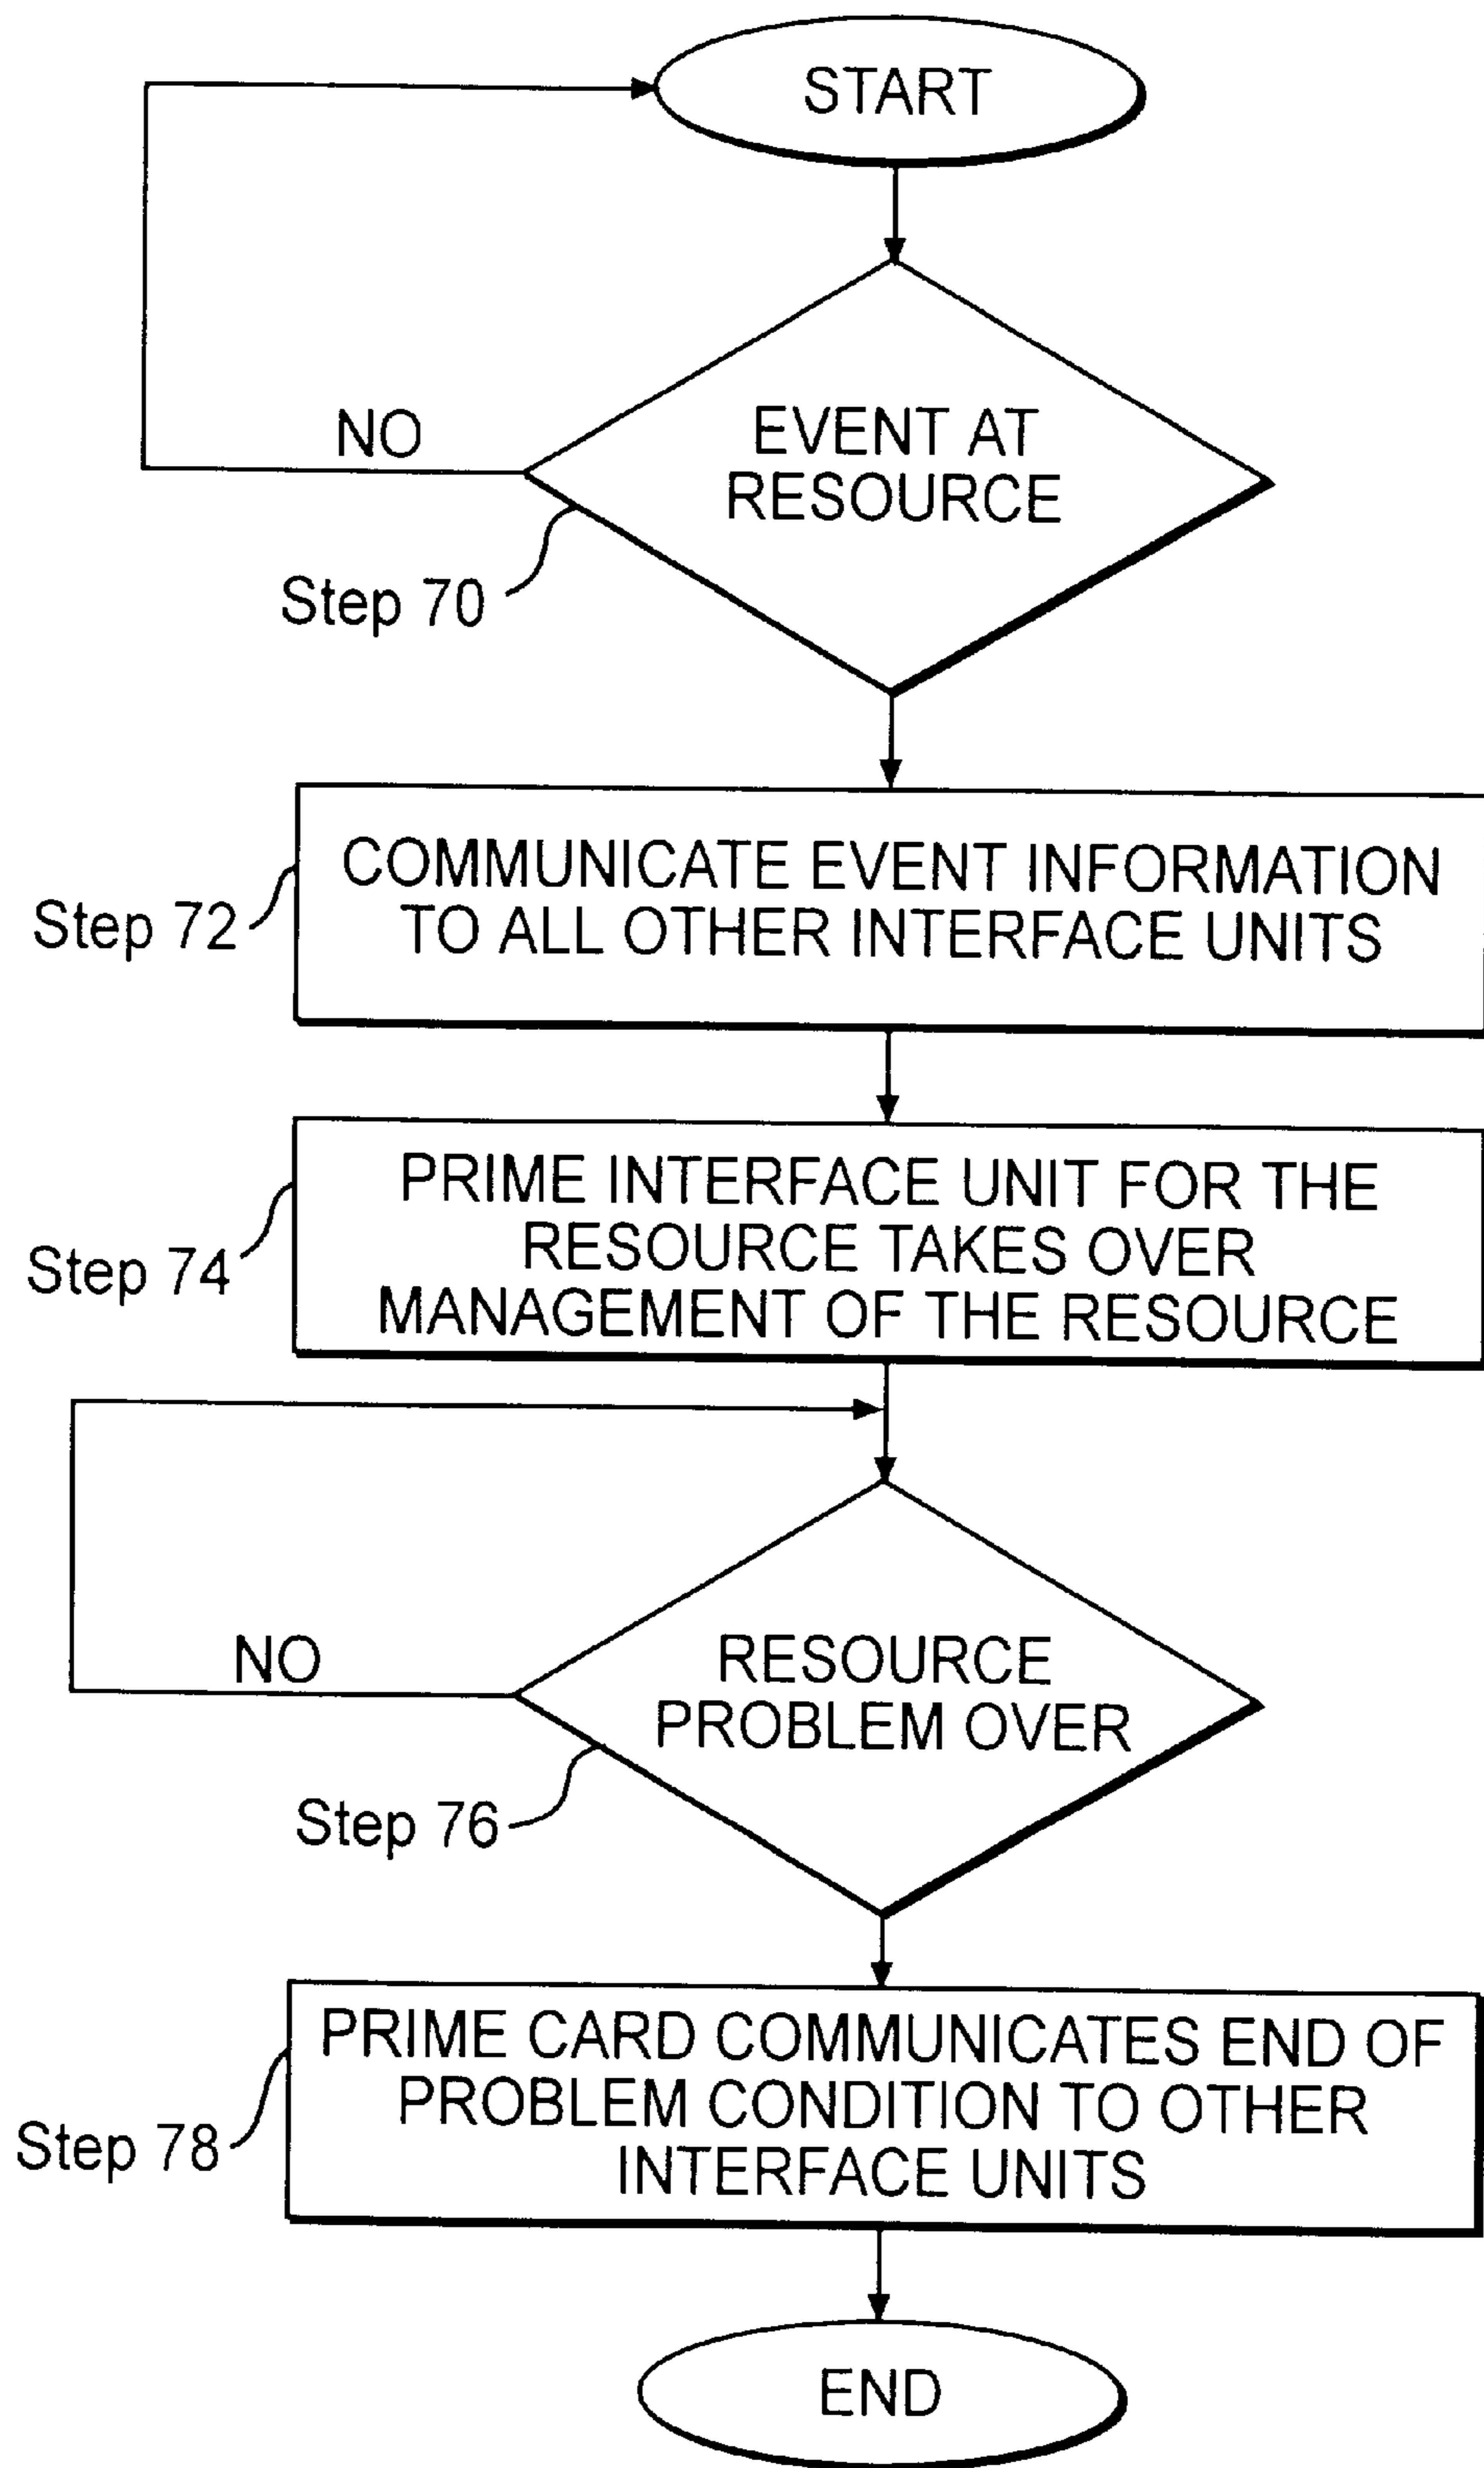 START
EVENT AT
RESOURCE
NO
Step 70
COMMUNICATE EVENT INFORMATION
TO ALL OTHER INTERFACE UNITS
Step 72
PRIME INTERFACE UNIT FOR THE
RESOURCE TAKES OVER
MANAGEMENT OF THE RESOURCE
Step 74
RESOURCE
PROBLEM OVER
NO
Step 76
PRIME CARD COMMUNICATES END OF
PROBLEM CONDITION TO OTHER
INTERFACE UNITS
Step 78
END